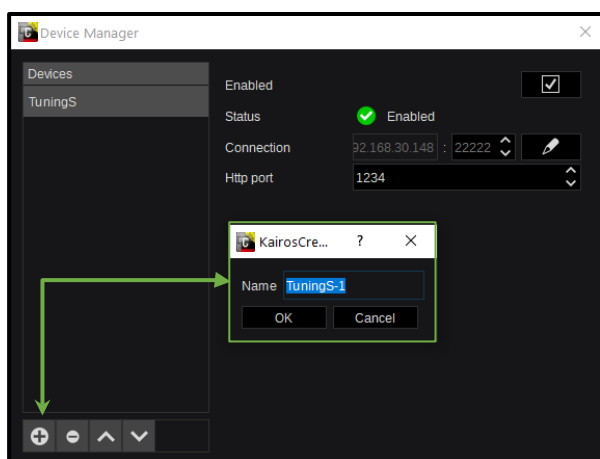 Device Manager
Devices
TuningS
Enabled
Status Enabled
Connection 92.168.30.148 : 22222
Http port 1234
KairosCre... ?
Name TuningS-1
OK Cancel